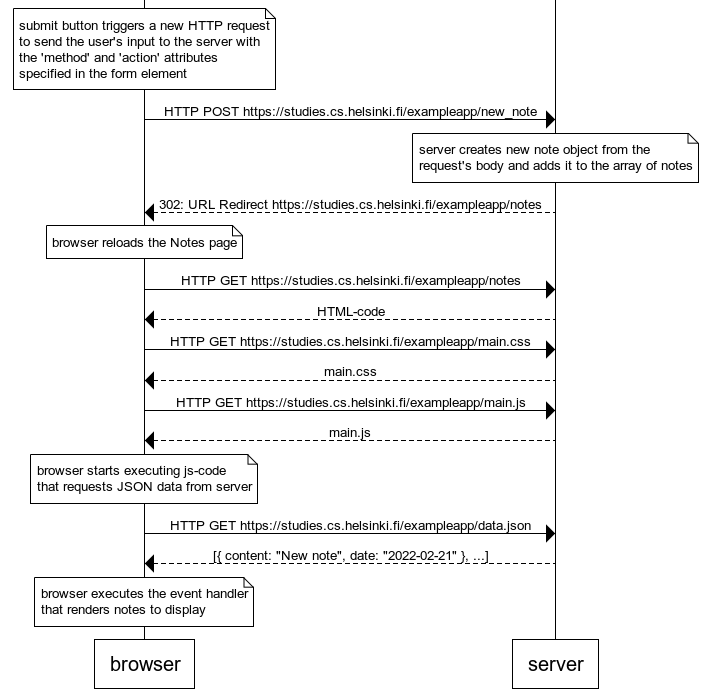 submit button triggers a new HTTP request
to send the user's input to the server with
the 'method' and 'action' attributes
specified in the form element
HTTP POST https://studies.cs.helsinki.fi/exampleapp/new_note
server creates new note object from the
request's body and adds it to the array of notes
302: URL Redirect https://studies.cs.helsinki.fi/exampleapp/notes
browser reloads the Notes page
HTTP GET https://studies.cs.helsinki.fi/exampleapp/notes
HTML-code
HTTP GET https://studies.cs.helsinki.fi/exampleapp/main.css
main.css
HTTP GET https://studies.cs.helsinki.fi/exampleapp/main.js
main.js
browser starts executing js-code
that requests JSON data from server
HTTP GET https://studies.cs.helsinki.fi/exampleapp/data.json
[{ content: "New note", date: "2022-02-21" }, ...]
browser executes the event handler
that renders notes to display
browser
server